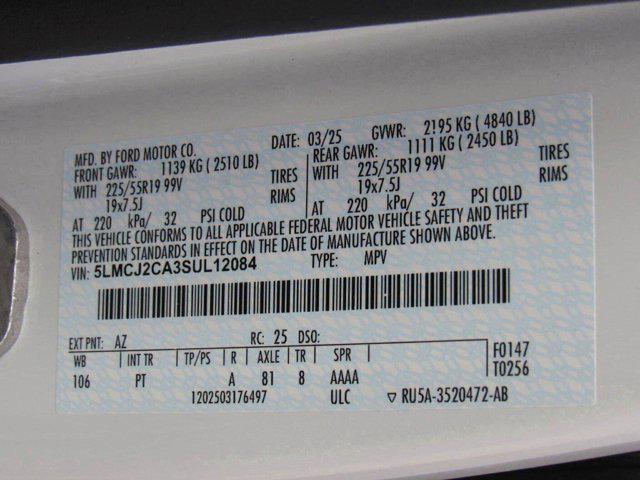 MFD. BY FORD MOTOR CO. DATE: 03/25 GVWR: 2195 KG ( 4840 LB)
FRONT GAWR: 1139 KG ( 2510 LB) REAR GAWR: 1111 KG ( 2450 LB)
WITH 225/55R19 99V TIRES WITH 225/55R19 99V TIRES
19x7.5J RIMS 19x7.5J RIMS
AT 220 kPa/ 32 PSI COLD AT 220 kPa/ 32 PSI COLD
THIS VEHICLE CONFORMS TO ALL APPLICABLE FEDERAL MOTOR VEHICLE SAFETY AND THEFT
PREVENTION STANDARDS IN EFFECT ON THE DATE OF MANUFACTURE SHOWN ABOVE.
VIN: 5LMCJ2CA3SUL12084 TYPE: MPV
EXT PNT: AZ RC: 25 DSO:
WB INT TR TP/PS R AXLE TR SPR F0147
106 PT A 81 8 AAAA T0256
1202503176497 ULC RU5A-3520472-AB